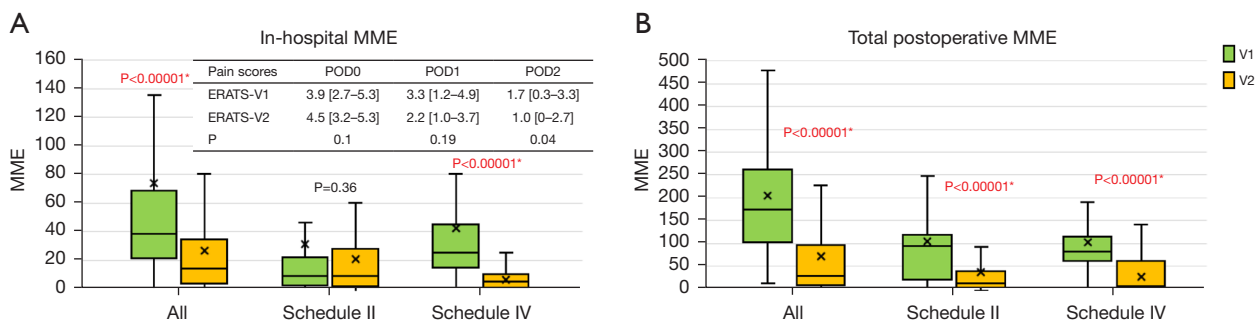 A
In-hospital MME
MME
160
140
120
100
80
60
40
20
0
P<0.00001*
Pain scores POD0 POD1 POD2
ERATS-V1 3.9 [2.7–5.3] 3.3 [1.2–4.9] 1.7 [0.3–3.3]
ERATS-V2 4.5 [3.2–5.3] 2.2 [1.0–3.7] 1.0 [0–2.7]
P 0.1 0.19 0.04
P=0.36
P<0.00001*
All Schedule II Schedule IV
B
Total postoperative MME
MME
500
450
400
350
300
250
200
150
100
50
0
P<0.00001*
P<0.00001*
P<0.00001*
All Schedule II Schedule IV
V1
V2